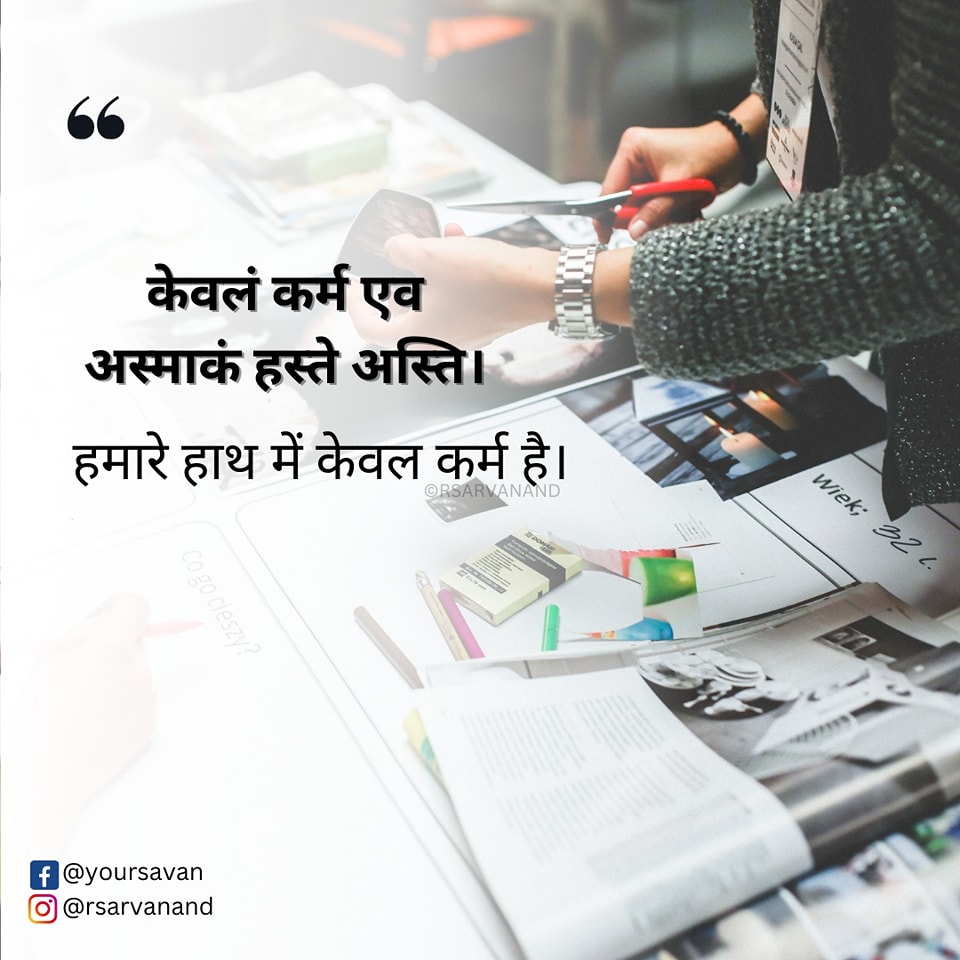 ❝
केवलं कर्म एव
अस्माकं हस्ते अस्ति।
हमारे हाथ में केवल कर्म है।
©RSARVANAND
Wiek; 32 l.
co go cieszy?
@yoursavan
@rsarvanand